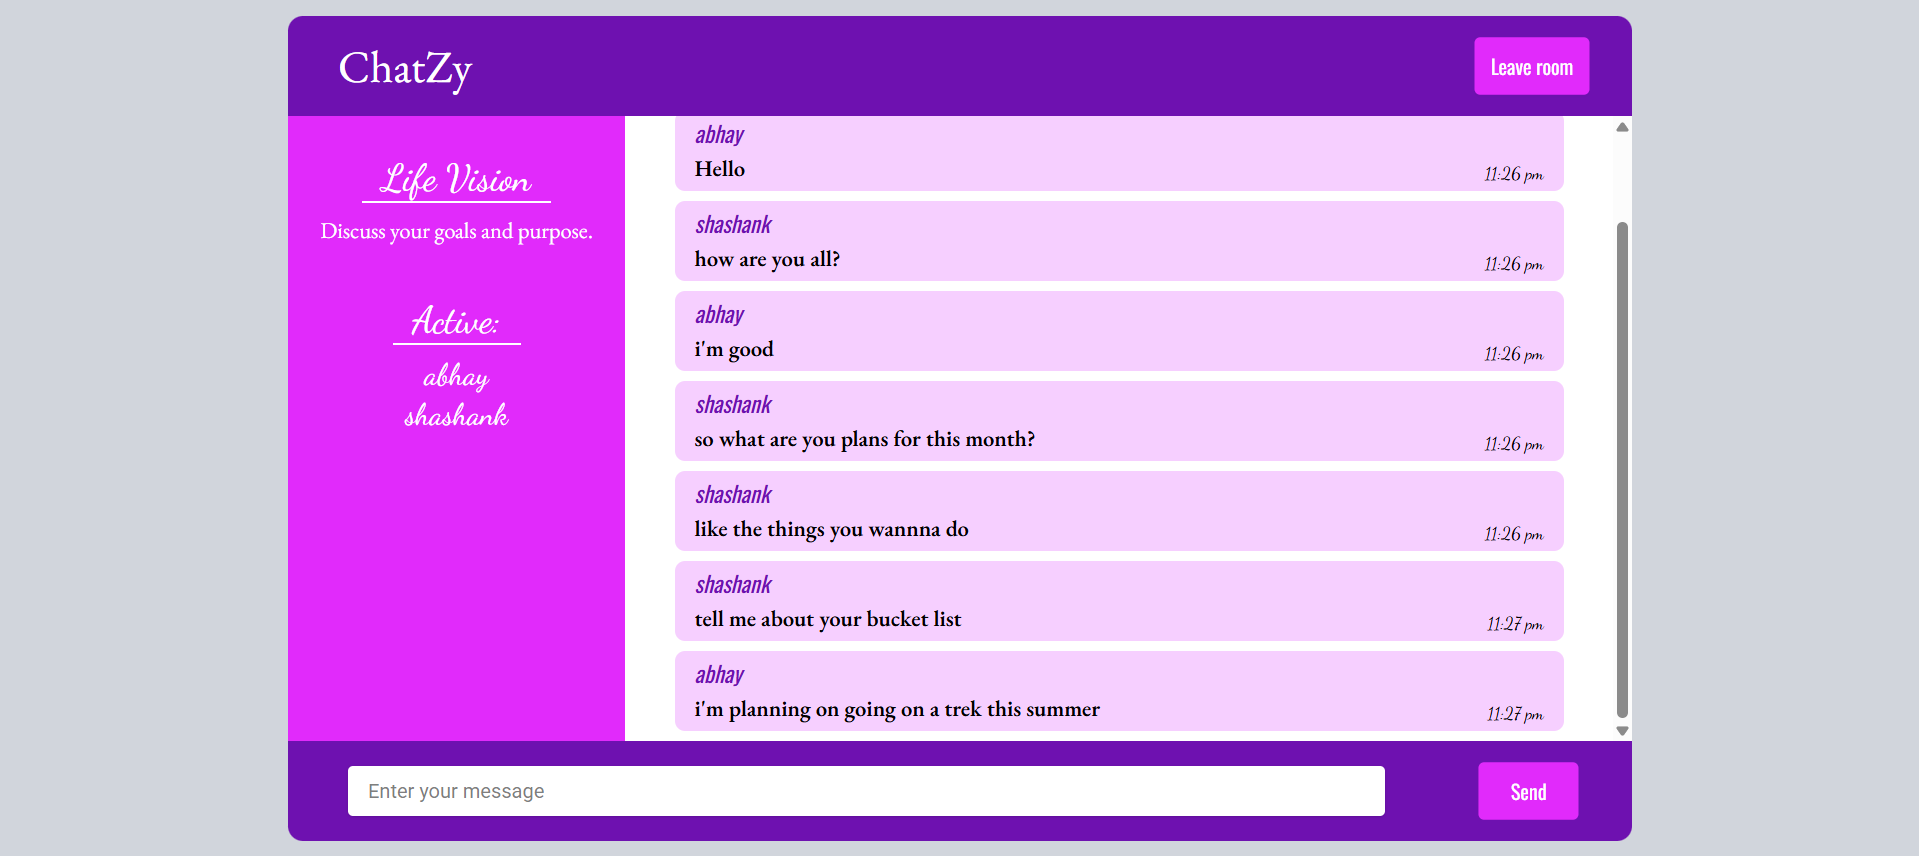 ChatZy
Leave room
Life Vision
Discuss your goals and purpose.
Active:
abhay
shashank
abhay
Hello
11:26 pm
shashank
how are you all?
11:26 pm
abhay
i'm good
11:26 pm
shashank
so what are you plans for this month?
11:26 pm
shashank
like the things you wannna do
11:26 pm
shashank
tell me about your bucket list
11:27 pm
abhay
i'm planning on going on a trek this summer
11:27 pm
Enter your message
Send